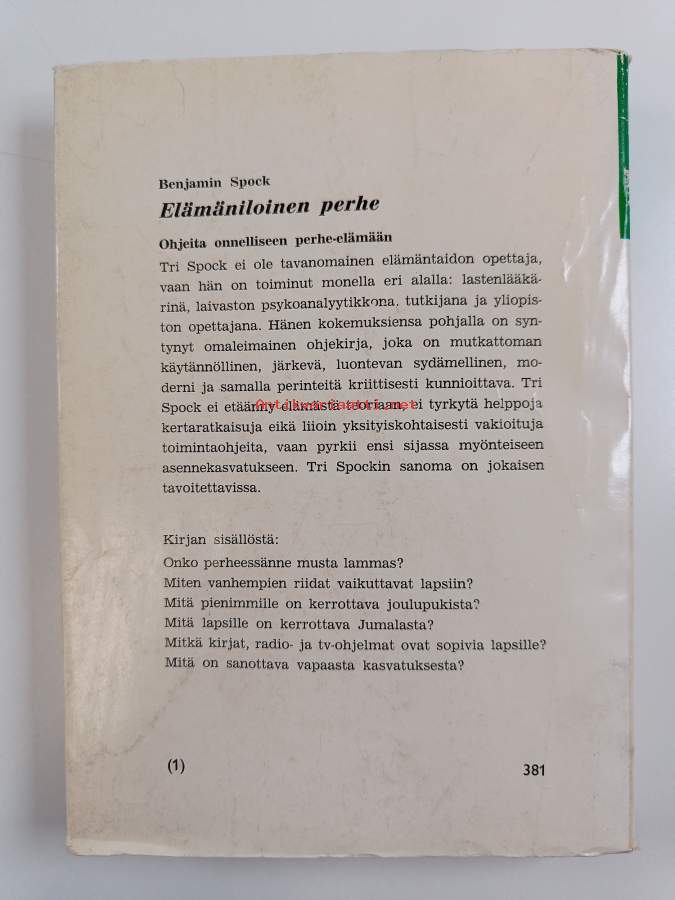 Benjamin Spock
Elämäniloinen perhe
Ohjeita onnelliseen perhe-elämään
Tri Spock ei ole tavanomainen elämäntaidon opettaja,
vaan hän on toiminut monella eri alalla: lastenlääkä-
rinä, laivaston psykoanalyytikkona, tutkijana ja yliopis-
ton opettajana. Hänen kokemuksiensa pohjalla on syn-
tynyt omaleimainen ohjekirja, joka on mutkattoman
käytännöllinen, järkevä, luontevan sydämellinen, mo-
derni ja samalla perinteitä kriittisesti kunnioittava. Tri
Spock ei etäänny elämästä teoriaan, ei tyrkytä helppoja
kertaratkaisuja eikä liioin yksityiskohtaisesti vakioituja
toimintaohjeita, vaan pyrkii ensi sijassa myönteiseen
asennekasvatukseen. Tri Spockin sanoma on jokaisen
tavoitettavissa.
Kirjan sisällöstä:
Onko perheessänne musta lammas?
Miten vanhempien riidat vaikuttavat lapsiin?
Mitä pienimmille on kerrottava joulupukista?
Mitä lapsille on kerrottava Jumalasta?
Mitkä kirjat, radio- ja tv-ohjelmat ovat sopivia lapsille?
Mitä on sanottava vapaasta kasvatuksesta?
(1)
381